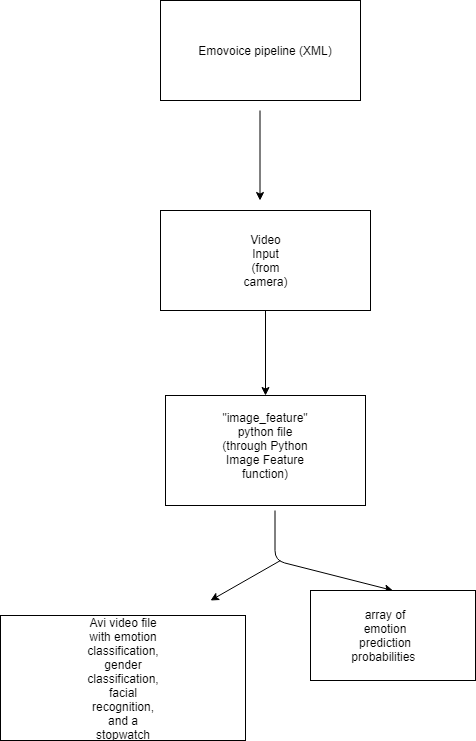 Emovoice pipeline (XML)
Video
Input
(from
camera)
"image_feature"
python file
(through Python
Image Feature
function)
Avi video file
with emotion
classification,
gender
classification,
facial
recognition,
and a
stopwatch
array of
emotion
prediction
probabilities